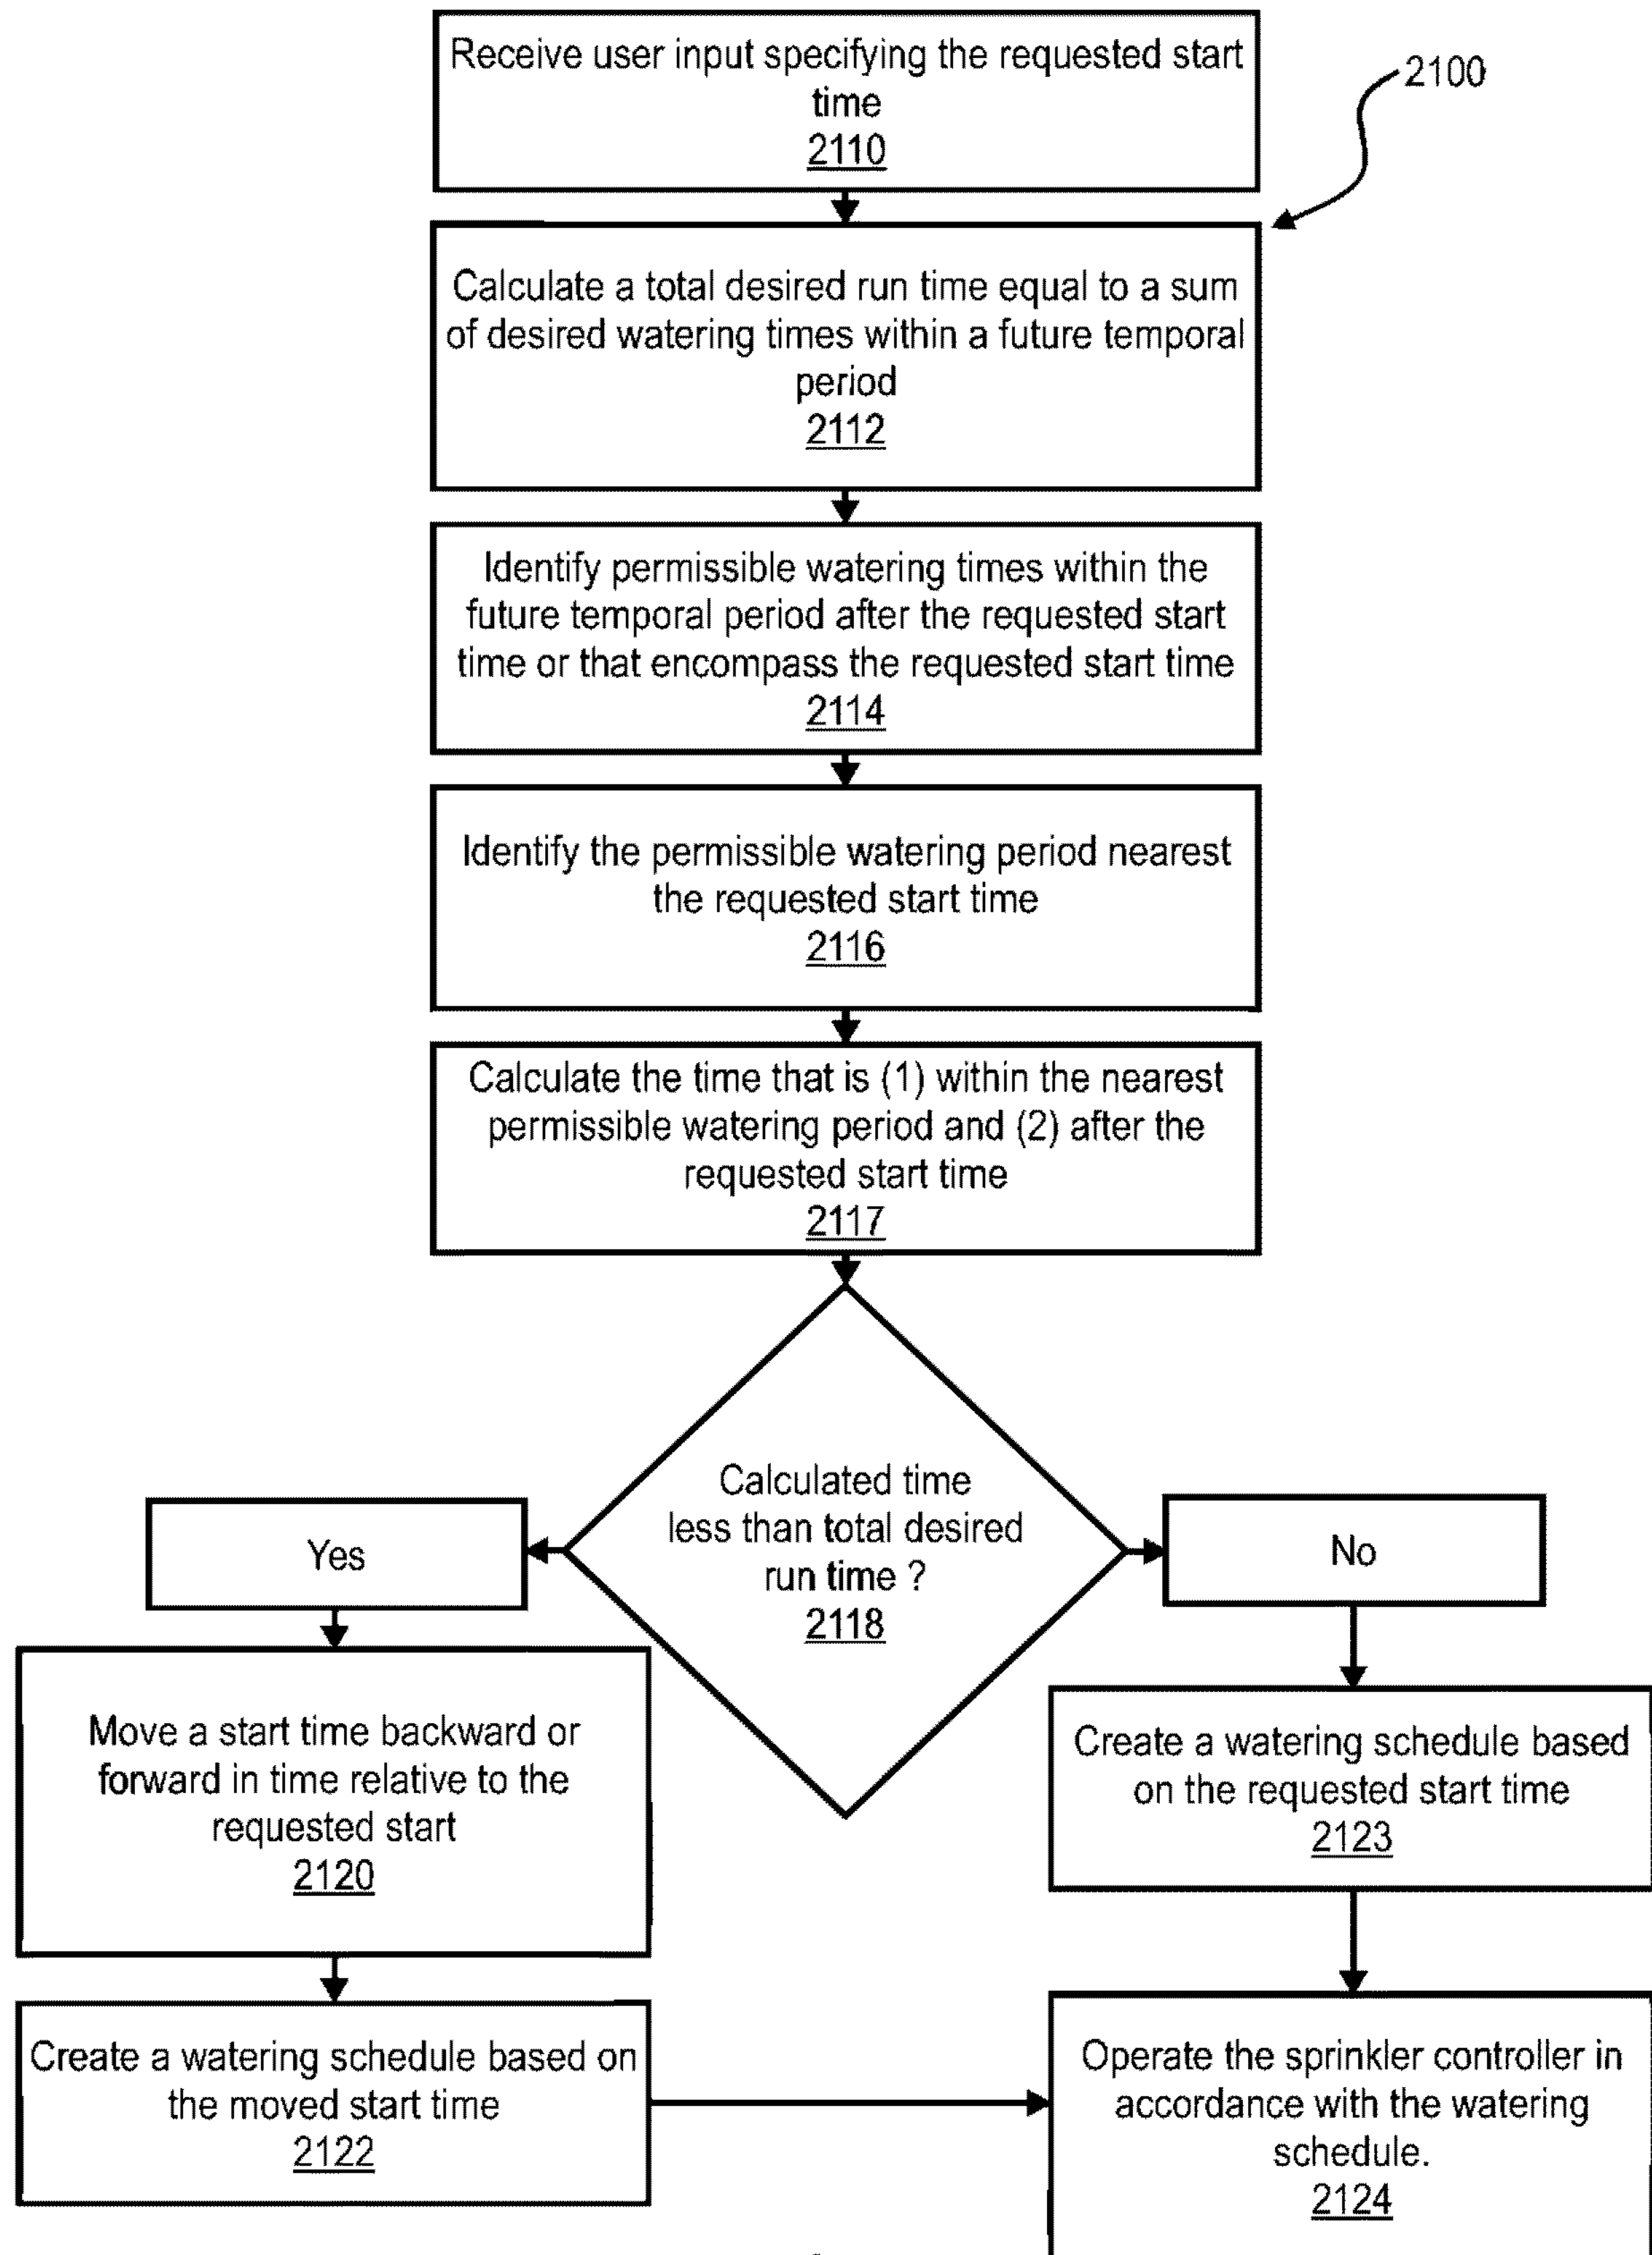 Receive user input specifying the requested start
time
2110
2100
Calculate a total desired run time equal to a sum
of desired watering times within a future temporal
period
2112
Identify permissible watering times within the
future temporal period after the requested start
time or that encompass the requested start time
2114
Identify the permissible watering period nearest
the requested start time
2116
Calculate the time that is (1) within the nearest
permissible watering period and (2) after the
requested start time
2117
Calculated time
less than total desired
run time ?
2118
Yes
No
Move a start time backward or
forward in time relative to the
requested start
2120
Create a watering schedule based
on the requested start time
2123
Create a watering schedule based on
the moved start time
2122
Operate the sprinkler controller in
accordance with the watering
schedule.
2124